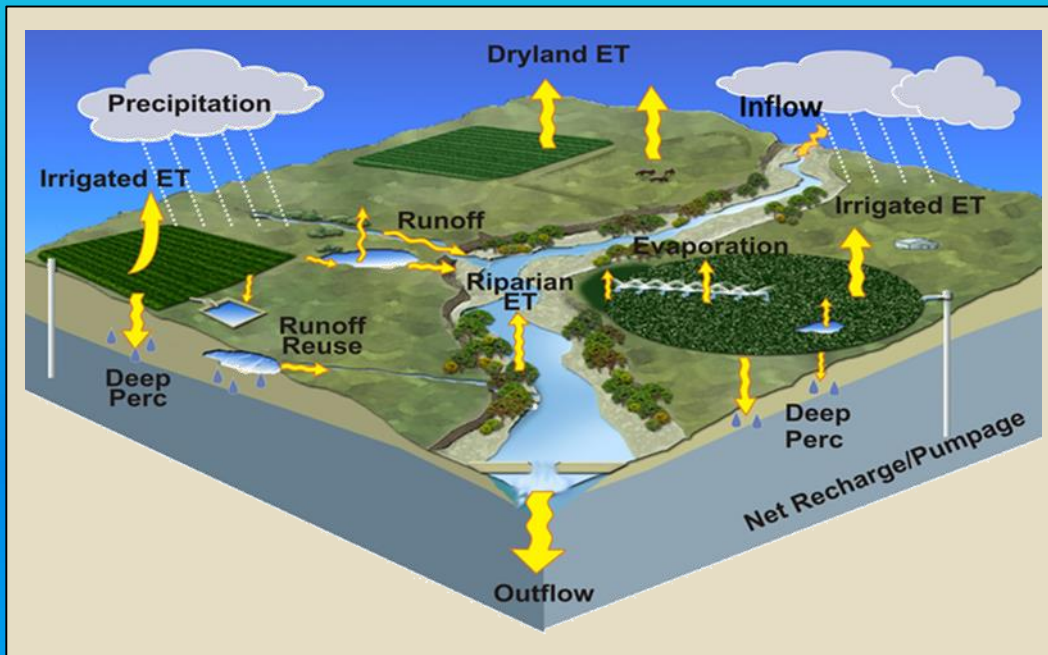 Dryland ET
Precipitation
Inflow
Irrigated ET
Runoff
Irrigated ET
Evaporation
Riparian
ET
Runoff
Reuse
Deep
Perc
Deep
Perc
Net Recharge/Pumpage
Outflow